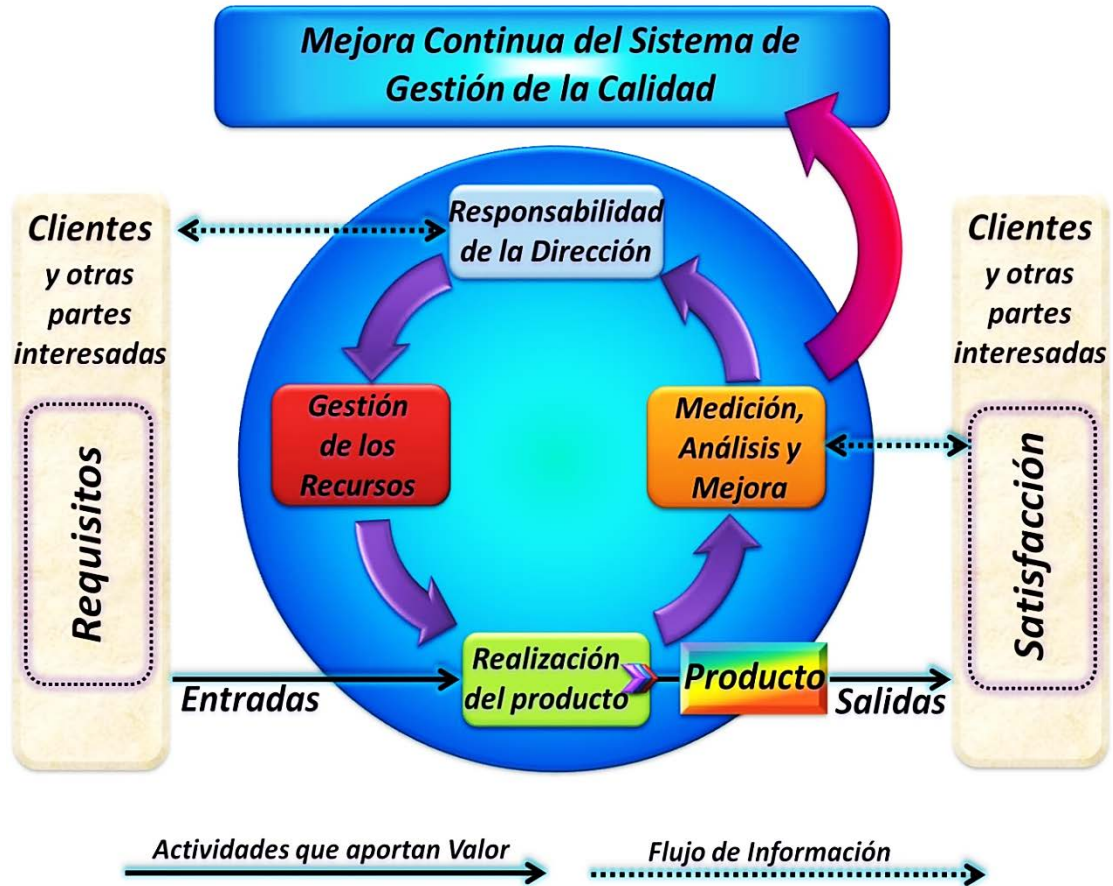 Mejora Continua del Sistema de
Gestión de la Calidad
Clientes
y otras
partes
interesadas
Requisitos
Responsabilidad
de la Dirección
Gestión
de los
Recursos
Medición,
Análisis y
Mejora
Realización
del producto
Entradas
Producto
Salidas
Clientes
y otras
partes
interesadas
Satisfacción
Actividades que aportan Valor
Flujo de Información